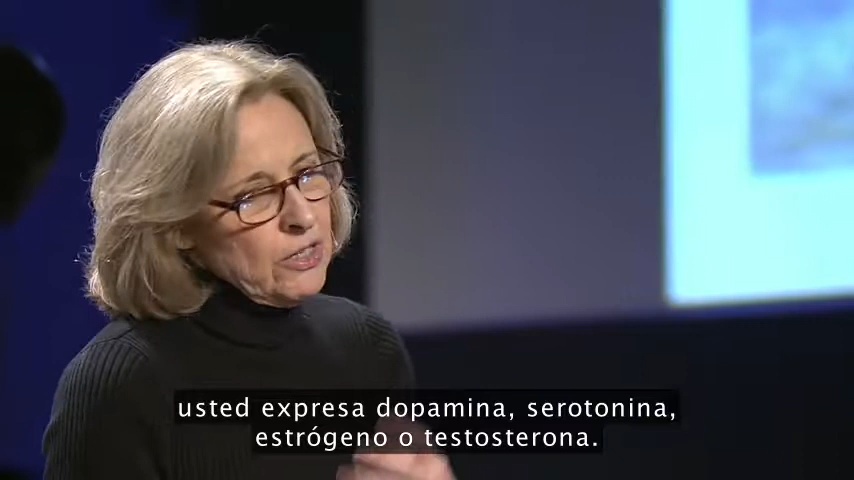 usted expresa dopamina, serotonina,
estrógeno o testosterona.